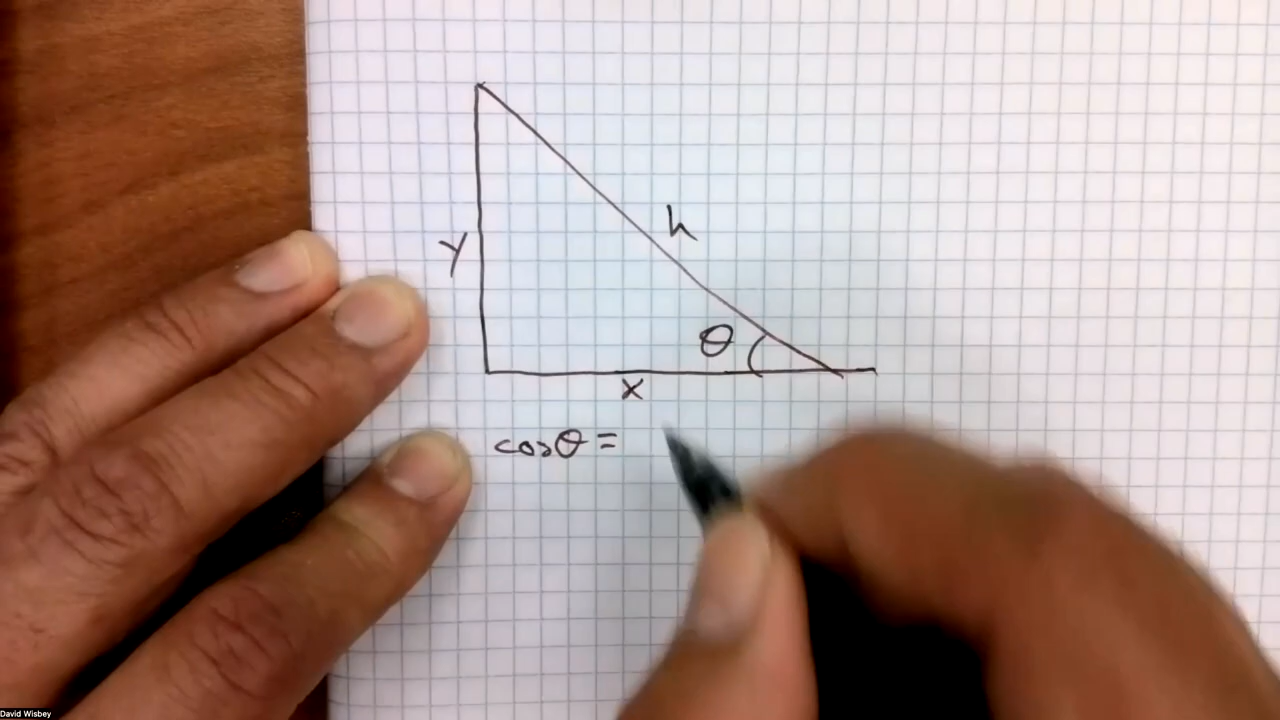 y
h
θ
x
cosθ =
David Wisbey